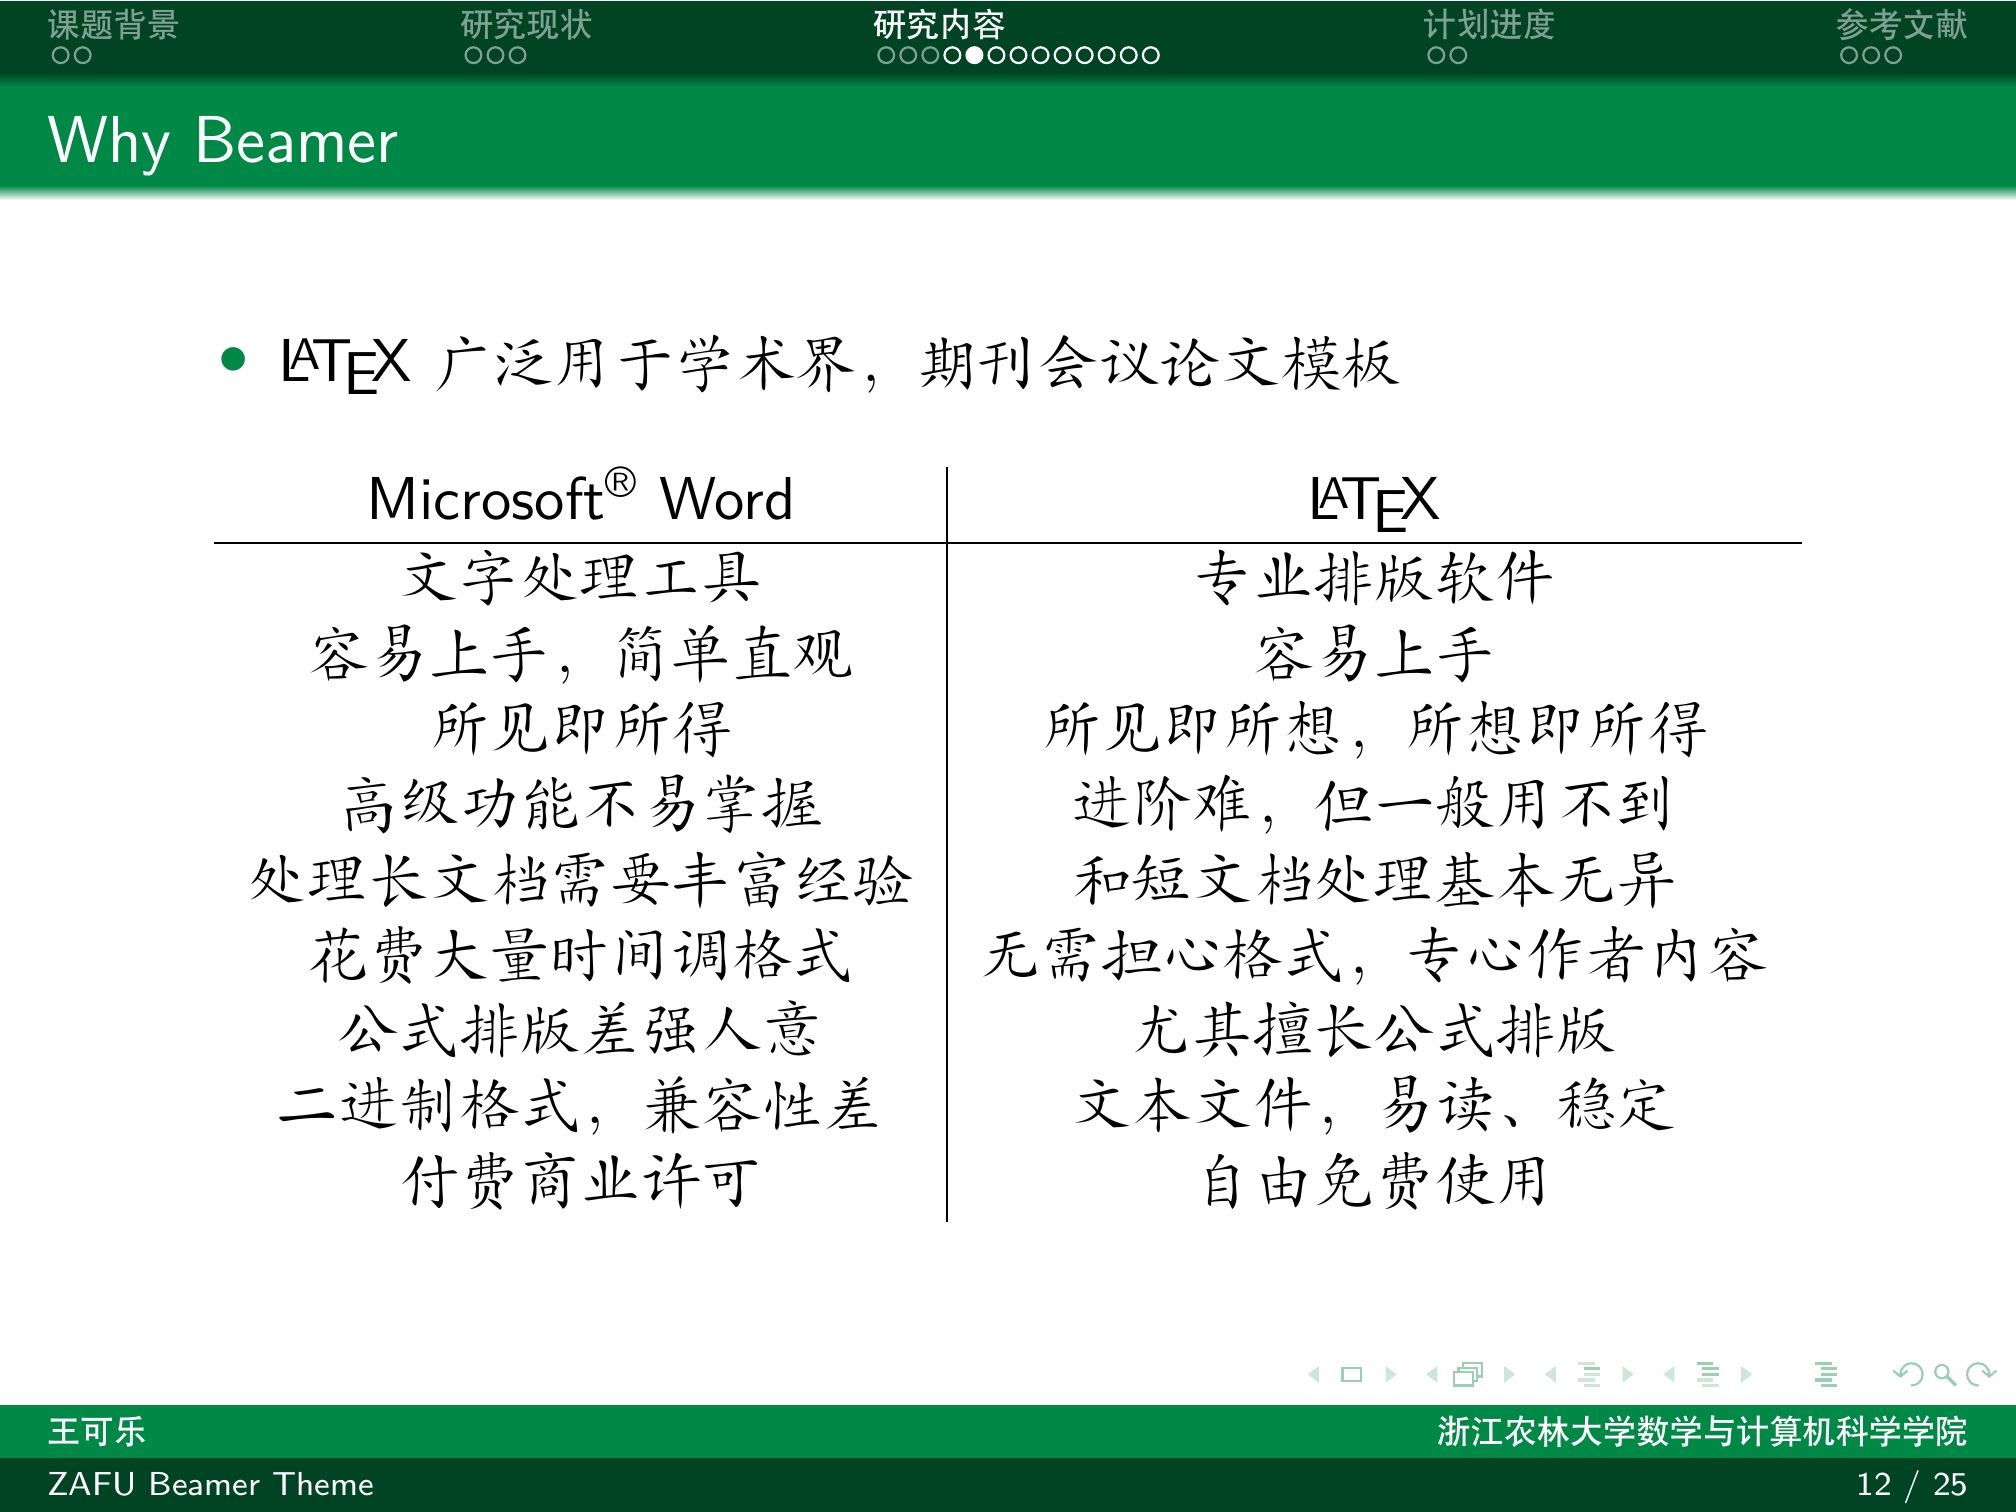 课题背景 研究现状 研究内容 计划进度 参考文献
Why Beamer
• LATEX 广泛用于学术界，期刊会议论文模板
Microsoft® Word LATEX
文字处理工具 专业排版软件
容易上手，简单直观 容易上手
所见即所得 所见即所想，所想即所得
高级功能不易掌握 进阶难，但一般用不到
处理长文档需要丰富经验 和短文档处理基本无异
花费大量时间调格式 无需担心格式，专心作者内容
公式排版差强人意 尤其擅长公式排版
二进制格式，兼容性差 文本文件，易读、稳定
付费商业许可 自由免费使用
王可乐 浙江农林大学数学与计算机科学学院
ZAFU Beamer Theme 12 / 25